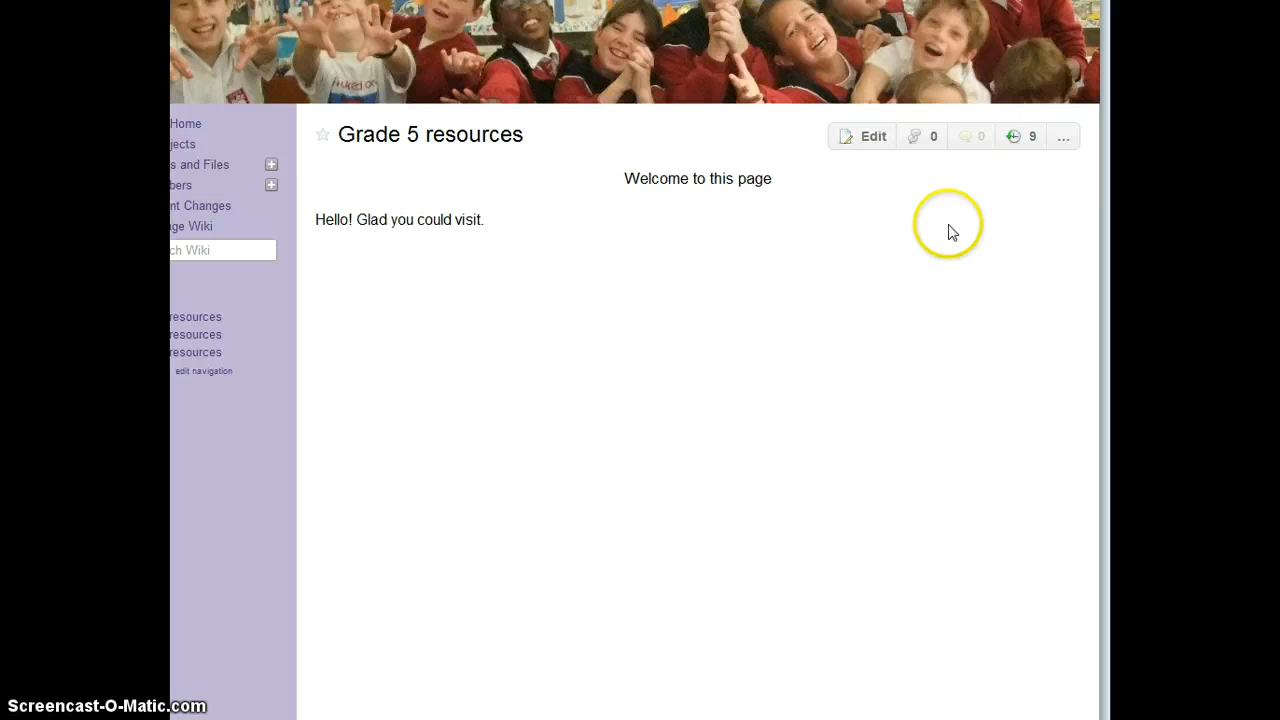 Home
jects
s and Files
bers
nt Changes
age Wiki
ch Wiki
resources
resources
resources
edit navigation
Grade 5 resources
Edit 0 0 9 ...
Welcome to this page
Hello! Glad you could visit.
Screencast-O-Matic.com